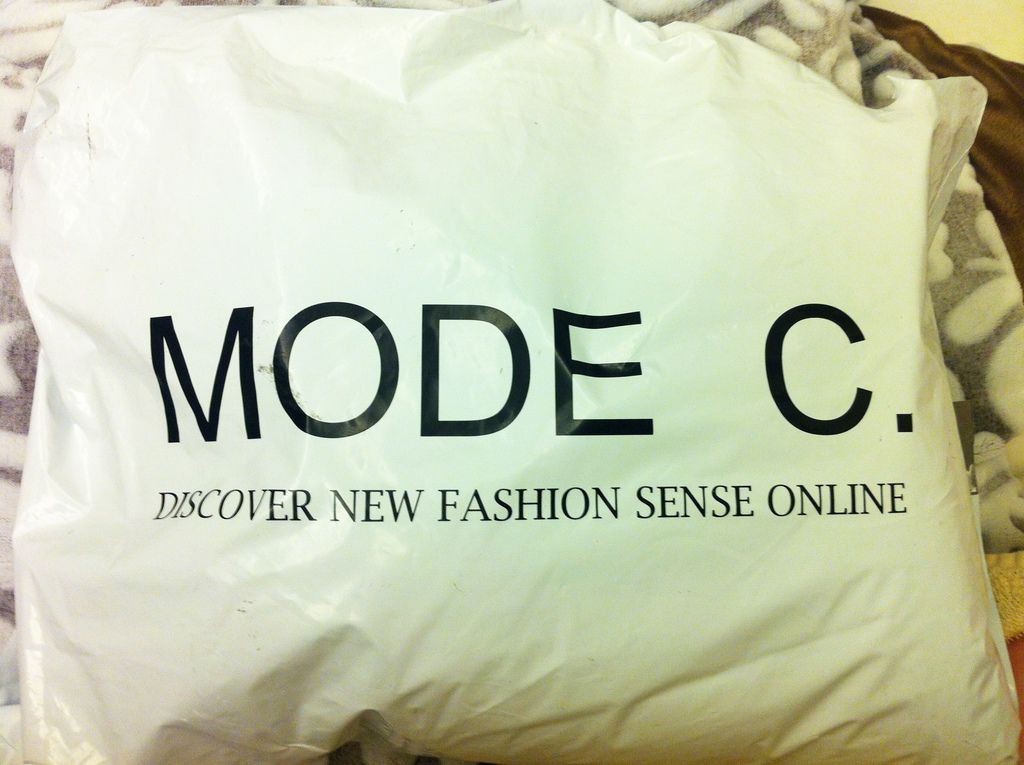 MODE C.
DISCOVER NEW FASHION SENSE ONLINE